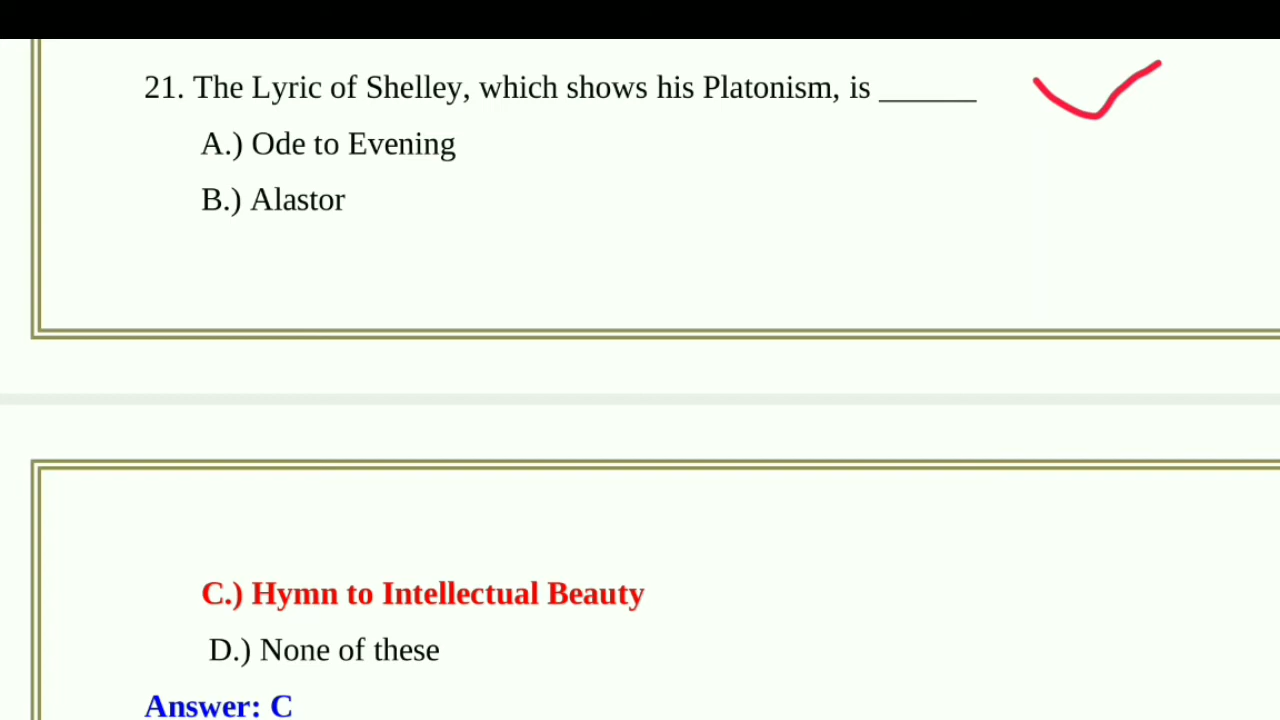 21. The Lyric of Shelley, which shows his Platonism, is ______
A.) Ode to Evening
B.) Alastor
C.) Hymn to Intellectual Beauty
D.) None of these
Answer: C